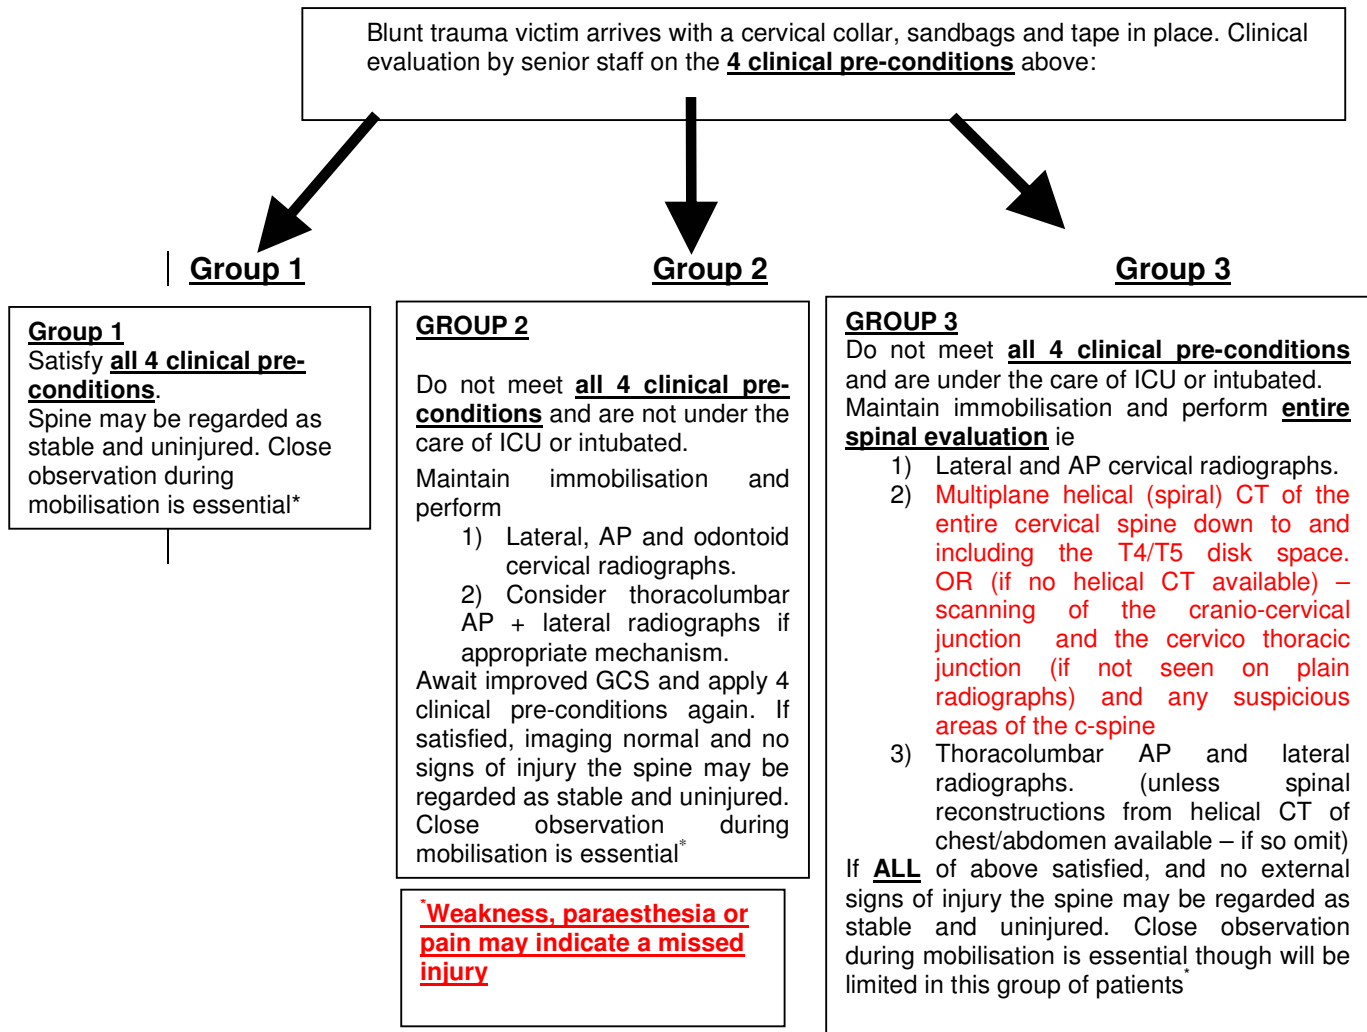 Blunt trauma victim arrives with a cervical collar, sandbags and tape in place. Clinical
evaluation by senior staff on the 4 clinical pre-conditions above:
Group 1
Group 2
Group 3
Group 1
Satisfy all 4 clinical pre-
conditions.
Spine may be regarded as
stable and uninjured. Close
observation during
mobilisation is essential*
GROUP 2
Do not meet all 4 clinical pre-
conditions and are not under the
care of ICU or intubated.
Maintain immobilisation and
perform
1) Lateral, AP and odontoid
cervical radiographs.
2) Consider thoracolumbar
AP + lateral radiographs if
appropriate mechanism.
Await improved GCS and apply 4
clinical pre-conditions again. If
satisfied, imaging normal and no
signs of injury the spine may be
regarded as stable and uninjured.
Close observation during
mobilisation is essential*
*Weakness, paraesthesia or
pain may indicate a missed
injury
GROUP 3
Do not meet all 4 clinical pre-conditions
and are under the care of ICU or intubated.
Maintain immobilisation and perform entire
spinal evaluation ie
1) Lateral and AP cervical radiographs.
2) Multiplane helical (spiral) CT of the
entire cervical spine down to and
including the T4/T5 disk space.
OR (if no helical CT available) –
scanning of the cranio-cervical
junction and the cervico thoracic
junction (if not seen on plain
radiographs) and any suspicious
areas of the c-spine
3) Thoracolumbar AP and lateral
radiographs. (unless spinal
reconstructions from helical CT of
chest/abdomen available – if so omit)
If ALL of above satisfied, and no external
signs of injury the spine may be regarded as
stable and uninjured. Close observation
during mobilisation is essential though will be
limited in this group of patients*